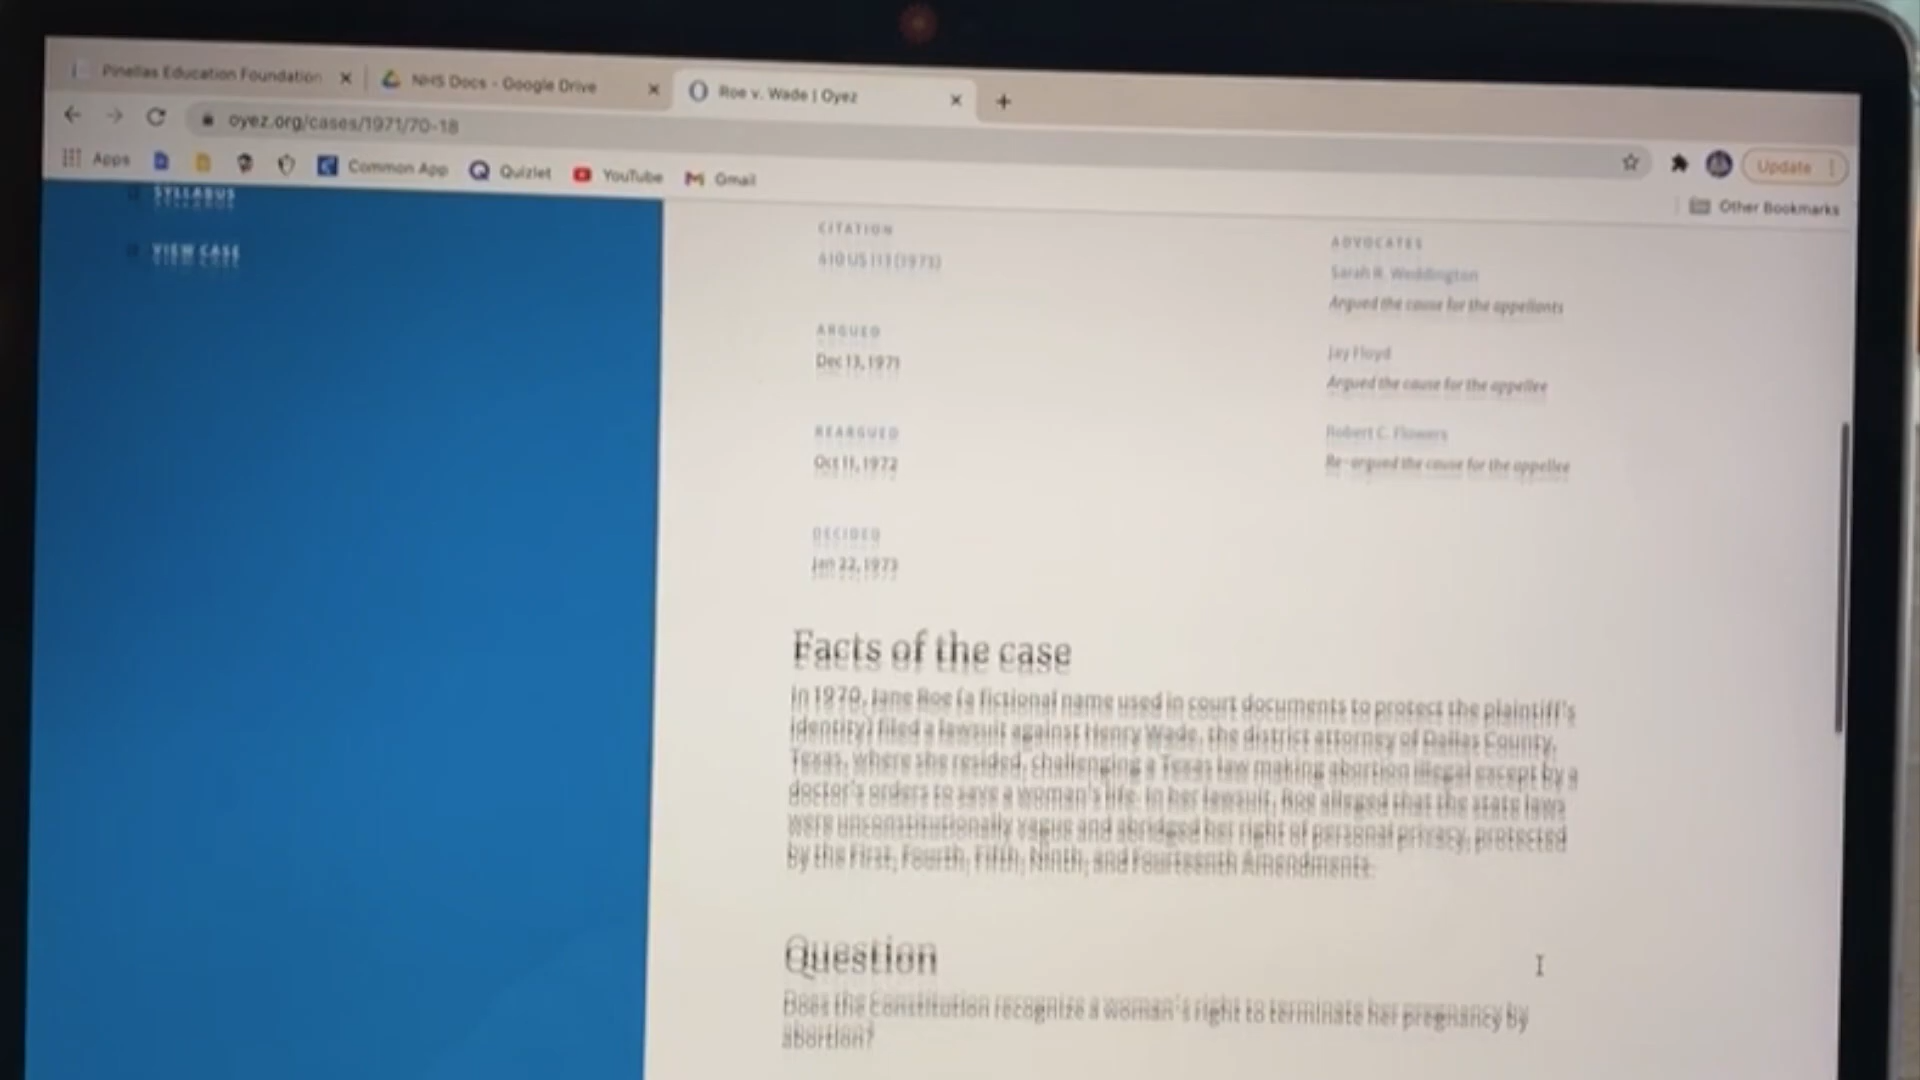 Pinellas Education Foundation
NHS Docs - Google Drive
Roe v. Wade | Oyez
oyez.org/cases/1971/70-18
Update
Apps
Common App
Quizlet
YouTube
Gmail
Other Bookmarks
SYLLABUS
VIEW CASE
CITATION
410 US 113 (1973)
ARGUED
Dec 13, 1971
REARGUED
Oct 11, 1972
DECIDED
Jan 22, 1973
ADVOCATES
Sarah R. Weddington
Argued the cause for the appellants
Jay Floyd
Argued the cause for the appellee
Robert C. Flowers
Re-argued the cause for the appellee
Facts of the case
In 1970, Jane Roe (a fictional name used in court documents to protect the plaintiff's
identity) filed a lawsuit against Henry Wade, the district attorney of Dallas County,
Texas, where she resided, challenging a Texas law making abortion illegal except by a
doctor's orders to save a woman's life. In her lawsuit, Roe alleged that the state laws
were unconstitutionally vague and abridged her right of personal privacy, protected
by the First, Fourth, Fifth, Ninth, and Fourteenth Amendments.
Question
Does the Constitution recognize a woman's right to terminate her pregnancy by
abortion?